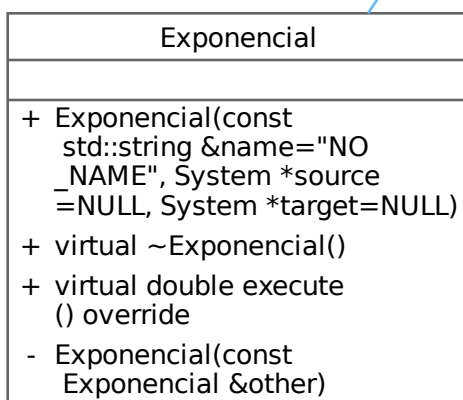 Exponencial
+ Exponencial(const
std::string &name="NO
_NAME", System *source
=NULL, System *target=NULL)
+ virtual ~Exponencial()
+ virtual double execute
() override
- Exponencial(const
Exponencial &other)